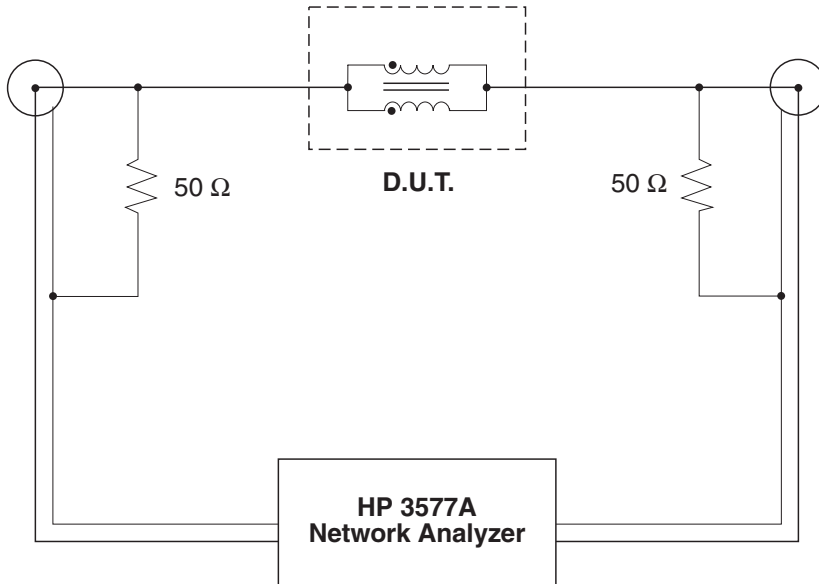 50 Ω
D.U.T.
50 Ω
HP 3577A
Network Analyzer